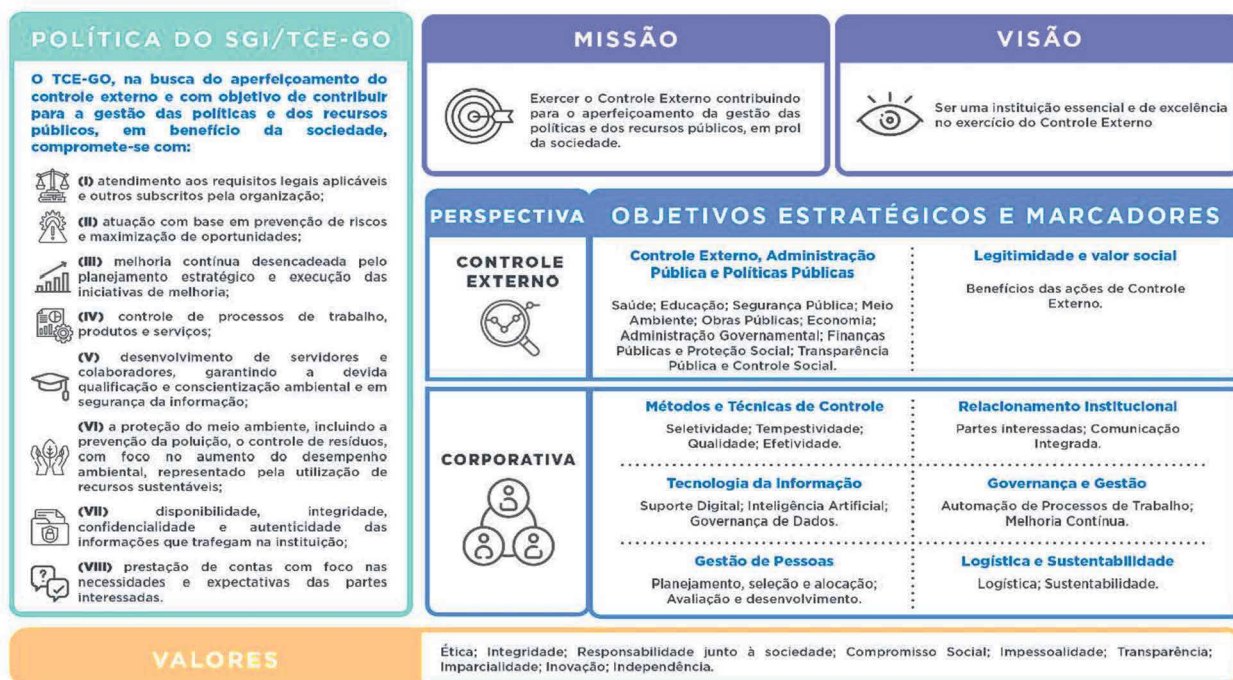 POLÍTICA DO SGI/TCE-GO
O TCE-GO, na busca do aperfeiçoamento do
controle externo e com objetivo de contribuir
para a gestão das políticas e dos recursos
públicos, em benefício da sociedade,
compromete-se com:
(I) atendimento aos requisitos legais aplicáveis
e outros subscritos pela organização;
(II) atuação com base em prevenção de riscos
e maximização de oportunidades;
(III) melhoria contínua desencadeada pelo
planejamento estratégico e execução das
iniciativas de melhoria;
(IV) controle de processos de trabalho,
produtos e serviços;
(V) desenvolvimento de servidores e
colaboradores, garantindo a devida
qualificação e conscientização ambiental e em
segurança da informação;
(VI) a proteção do meio ambiente, incluindo a
prevenção da poluição, o controle de resíduos,
com foco no aumento do desempenho
ambiental, representado pela utilização de
recursos sustentáveis;
(VII) disponibilidade, integridade,
confidencialidade e autenticidade das
informações que trafegam na instituição;
(VIII) prestação de contas com foco nas
necessidades e expectativas das partes
interessadas.
MISSÃO
Exercer o Controle Externo contribuindo
para o aperfeiçoamento da gestão das
políticas e dos recursos públicos, em prol
da sociedade.
VISÃO
Ser uma instituição essencial e de excelência
no exercício do Controle Externo
PERSPECTIVA
OBJETIVOS ESTRATÉGICOS E MARCADORES
CONTROLE
EXTERNO
Controle Externo, Administração
Pública e Políticas Públicas
Saúde; Educação; Segurança Pública; Meio
Ambiente; Obras Públicas; Economia;
Administração Governamental; Finanças
Públicas e Proteção Social; Transparência
Pública e Controle Social.
Legitimidade e valor social
Benefícios das ações de Controle
Externo.
CORPORATIVA
Métodos e Técnicas de Controle
Seletividade; Tempestividade;
Qualidade; Efetividade.
Relacionamento Institucional
Partes interessadas; Comunicação
Integrada.
Tecnologia da Informação
Suporte Digital; Inteligência Artificial;
Governança de Dados.
Governança e Gestão
Automação de Processos de Trabalho;
Melhoria Contínua.
Gestão de Pessoas
Planejamento, seleção e alocação;
Avaliação e desenvolvimento.
Logística e Sustentabilidade
Logística; Sustentabilidade.
VALORES
Ética; Integridade; Responsabilidade junto à sociedade; Compromisso Social; Impessoalidade; Transparência;
Imparcialidade; Inovação; Independência.